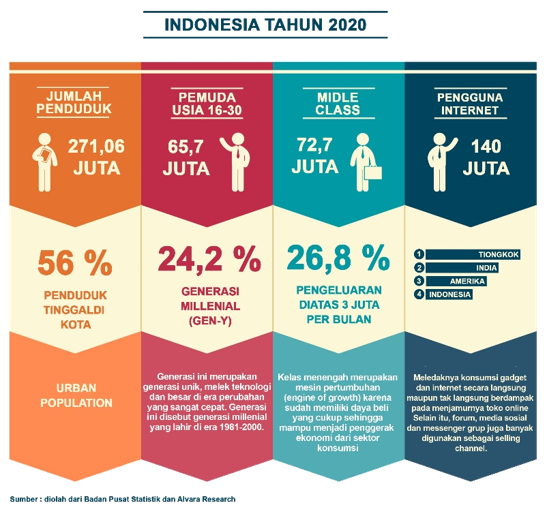 INDONESIA TAHUN 2020
JUMLAH
PENDUDUK
271,06
JUTA
56 %
PENDUDUK
TINGGALDI
KOTA
URBAN
POPULATION
PEMUDA
USIA 16-30
65,7
JUTA
24,2 %
GENERASI
MILLENIAL
(GEN-Y)
Generasi ini merupakan
generasi unik, melek teknologi
dan besar di era perubahan
yang sangat cepat. Generasi
ini disebut generasi millenial
yang lahir di era 1981-2000.
MIDLE
CLASS
72,7
JUTA
26,8 %
PENGELUARAN
DIATAS 3 JUTA
PER BULAN
Kelas menengah merupakan
mesin pertumbuhan
(engine of growth) karena
sudah memiliki daya beli
yang cukup sehingga
mampu menjadi penggerak
ekonomi dari sektor
konsumsi
PENGGUNA
INTERNET
140
JUTA
1 TIONGKOK
2 INDIA
3 AMERIKA
4 INDONESIA
Meledaknya konsumsi gadget
dan internet secara langsung
maupun tak langsung berdampak
pada menjamurnya toko online
Selain itu, forum, media sosial
dan messenger grup juga banyak
digunakan sebagai selling
channel.
Sumber : diolah dari Badan Pusat Statistik dan Alvara Research